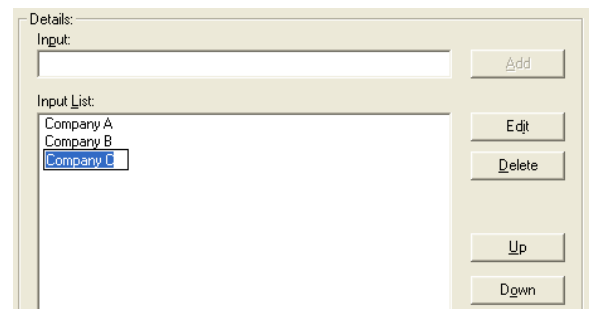 Details:
Input:
Add
Input List:
Company A
Company B
Company C
Edit
Delete
Up
Down